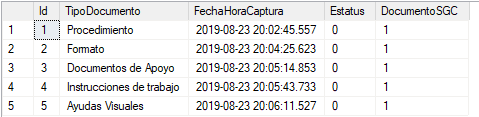 Id TipoDocumento FechaHoraCaptura Estatus DocumentoSGC
1 1 Procedimiento 2019-08-23 20:02:45.557 0 1
2 2 Formato 2019-08-23 20:04:25.623 0 1
3 3 Documentos de Apoyo 2019-08-23 20:05:14.853 0 1
4 4 Instrucciones de trabajo 2019-08-23 20:05:43.733 0 1
5 5 Ayudas Visuales 2019-08-23 20:06:11.527 0 1